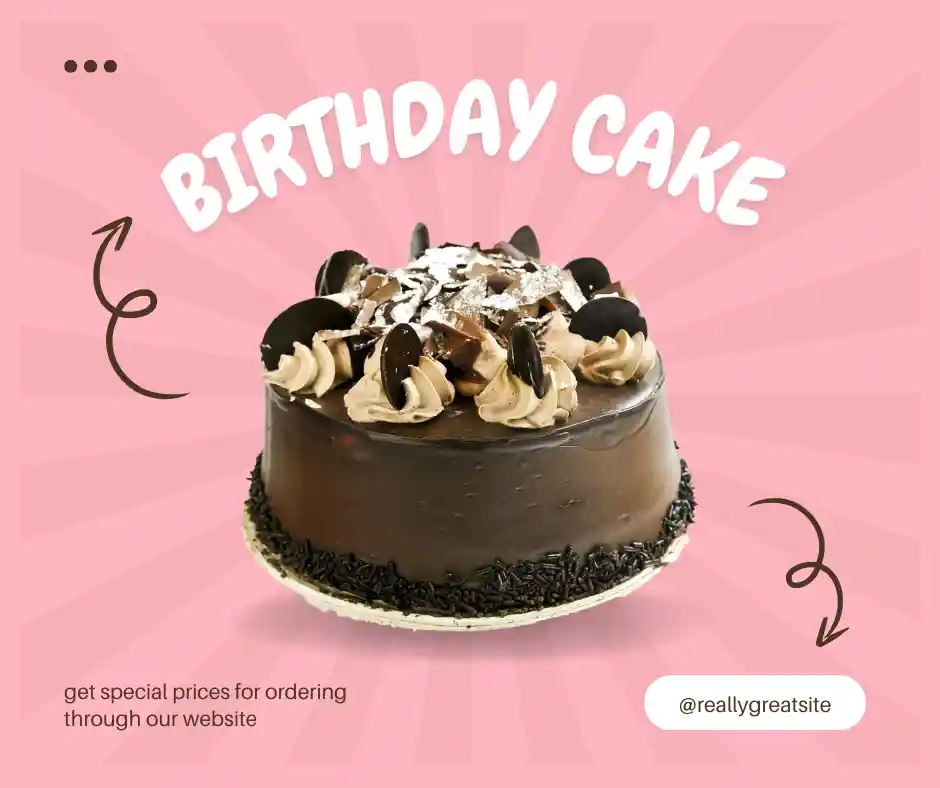 BIRTHDAY CAKE
get special prices for ordering
through our website
@reallygreatsite